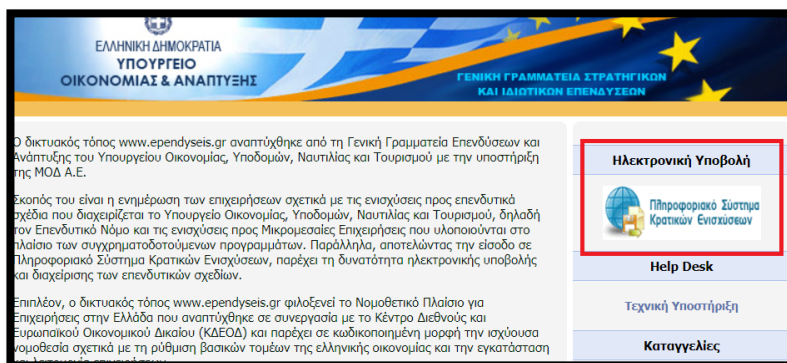 ΕΛΛΗΝΙΚΗ ΔΗΜΟΚΡΑΤΙΑ
ΥΠΟΥΡΓΕΙΟ
ΟΙΚΟΝΟΜΙΑΣ & ΑΝΑΠΤΥΞΗΣ
ΓΕΝΙΚΗ ΓΡΑΜΜΑΤΕΙΑ ΣΤΡΑΤΗΓΙΚΩΝ
ΚΑΙ ΙΔΙΩΤΙΚΩΝ ΕΠΕΝΔΥΣΕΩΝ
Ο δικτυακός τόπος www.ependyseis.gr αναπτύχθηκε από τη Γενική Γραμματεία Επενδύσεων και
Ανάπτυξης του Υπουργείου Οικονομίας, Υποδομών, Ναυτιλίας και Τουρισμού με την υποστήριξη
της ΜΟΔ Α.Ε.
Σκοπός του είναι η ενημέρωση των επιχειρήσεων σχετικά με τις ενισχύσεις προς επενδυτικά
σχέδια που διαχειρίζεται το Υπουργείο Οικονομίας, Υποδομών, Ναυτιλίας και Τουρισμού, δηλαδή
τον Επενδυτικό Νόμο και τις ενισχύσεις προς Μικρομεσαίες Επιχειρήσεις που υλοποιούνται στο
πλαίσιο των συγχρηματοδοτούμενων προγραμμάτων. Παράλληλα, αποτελώντας την είσοδο σε
Πληροφοριακό Σύστημα Κρατικών Ενισχύσεων, παρέχει τη δυνατότητα ηλεκτρονικής υποβολής
και διαχείρισης των επενδυτικών σχεδίων.
Επιπλέον, ο δικτυακός τόπος www.ependyseis.gr φιλοξενεί το Νομοθετικό Πλαίσιο για
Επιχειρήσεις στην Ελλάδα που αναπτύχθηκε σε συνεργασία με το Κέντρο Διεθνούς και
Ευρωπαϊκού Οικονομικού Δικαίου (ΚΔΕΟΔ) και παρέχει σε κωδικοποιημένη μορφή την ισχύουσα
νομοθεσία σχετικά με τη ρύθμιση βασικών τομέων της ελληνικής οικονομίας και την εγκατάσταση
και λειτουργία επιχειρήσεων.
Ηλεκτρονική Υποβολή
Πληροφοριακό Σύστημα
Κρατικών Ενισχύσεων
Help Desk
Τεχνική Υποστήριξη
Καταγγελίες